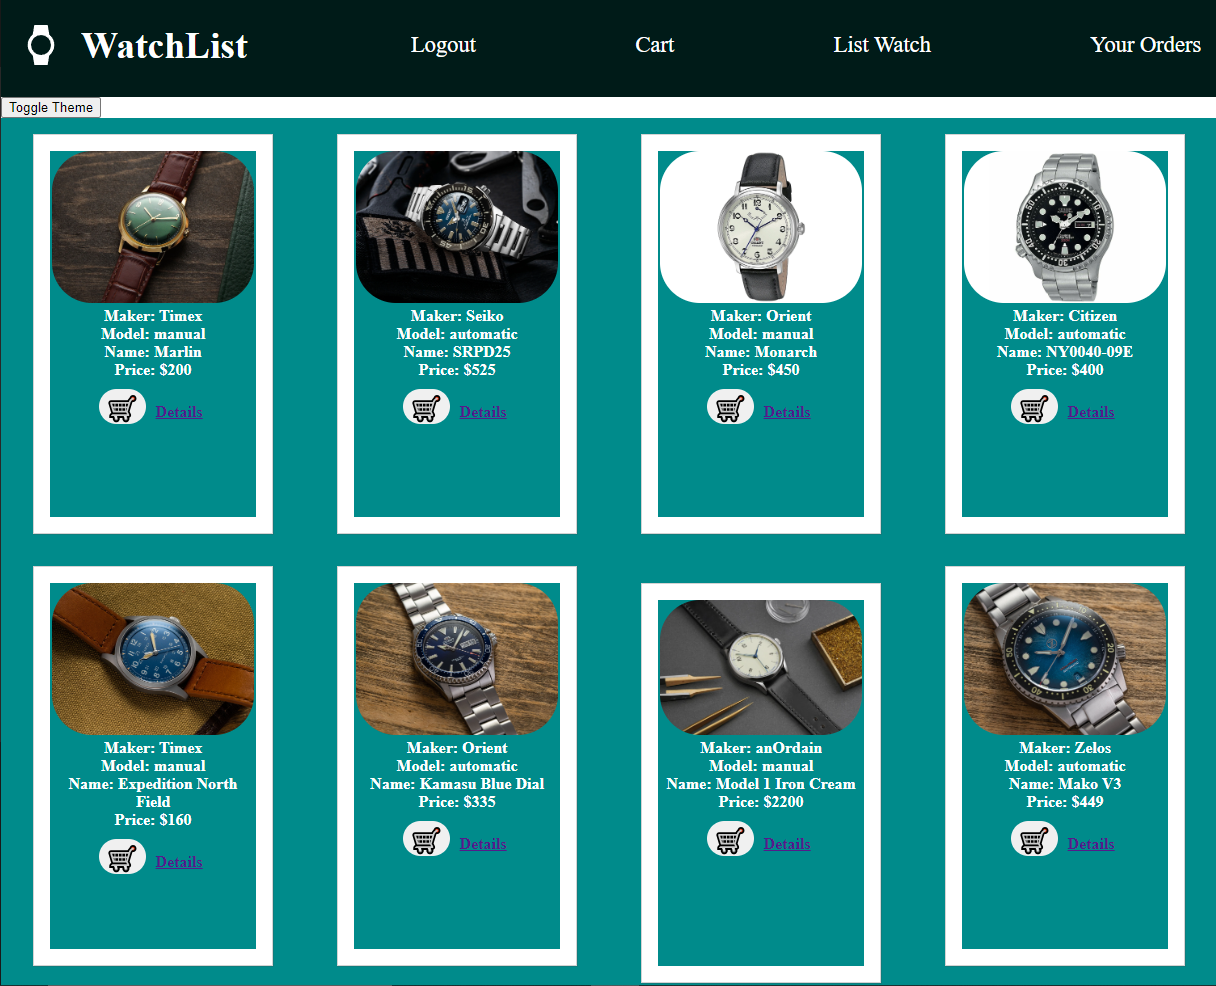 WatchList
Logout
Cart
List Watch
Your Orders
Toggle Theme
Maker: Timex
Model: manual
Name: Marlin
Price: $200
Details
Maker: Seiko
Model: automatic
Name: SRPD25
Price: $525
Details
Maker: Orient
Model: manual
Name: Monarch
Price: $450
Details
Maker: Citizen
Model: automatic
Name: NY0040-09E
Price: $400
Details
Maker: Timex
Model: manual
Name: Expedition North
Field
Price: $160
Details
Maker: Orient
Model: automatic
Name: Kamasu Blue Dial
Price: $335
Details
Maker: anOrdain
Model: manual
Name: Model 1 Iron Cream
Price: $2200
Details
Maker: Zelos
Model: automatic
Name: Mako V3
Price: $449
Details